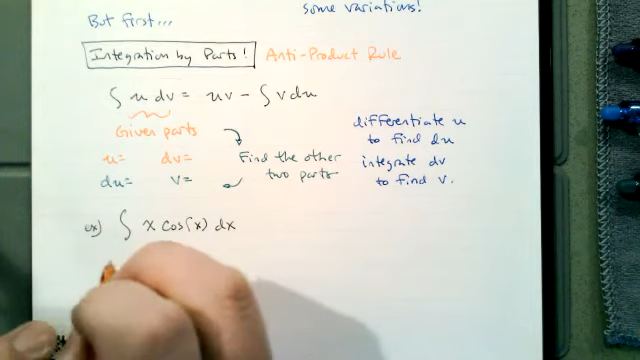 some variations!
But first...
Integration by Parts! Anti-Product Rule
∫ u dv = uv - ∫ v du
Given parts
u= dv=
du= v=
Find the other
two parts
differentiate u
to find du
integrate dv
to find v.
ex) ∫ x cos(x) dx